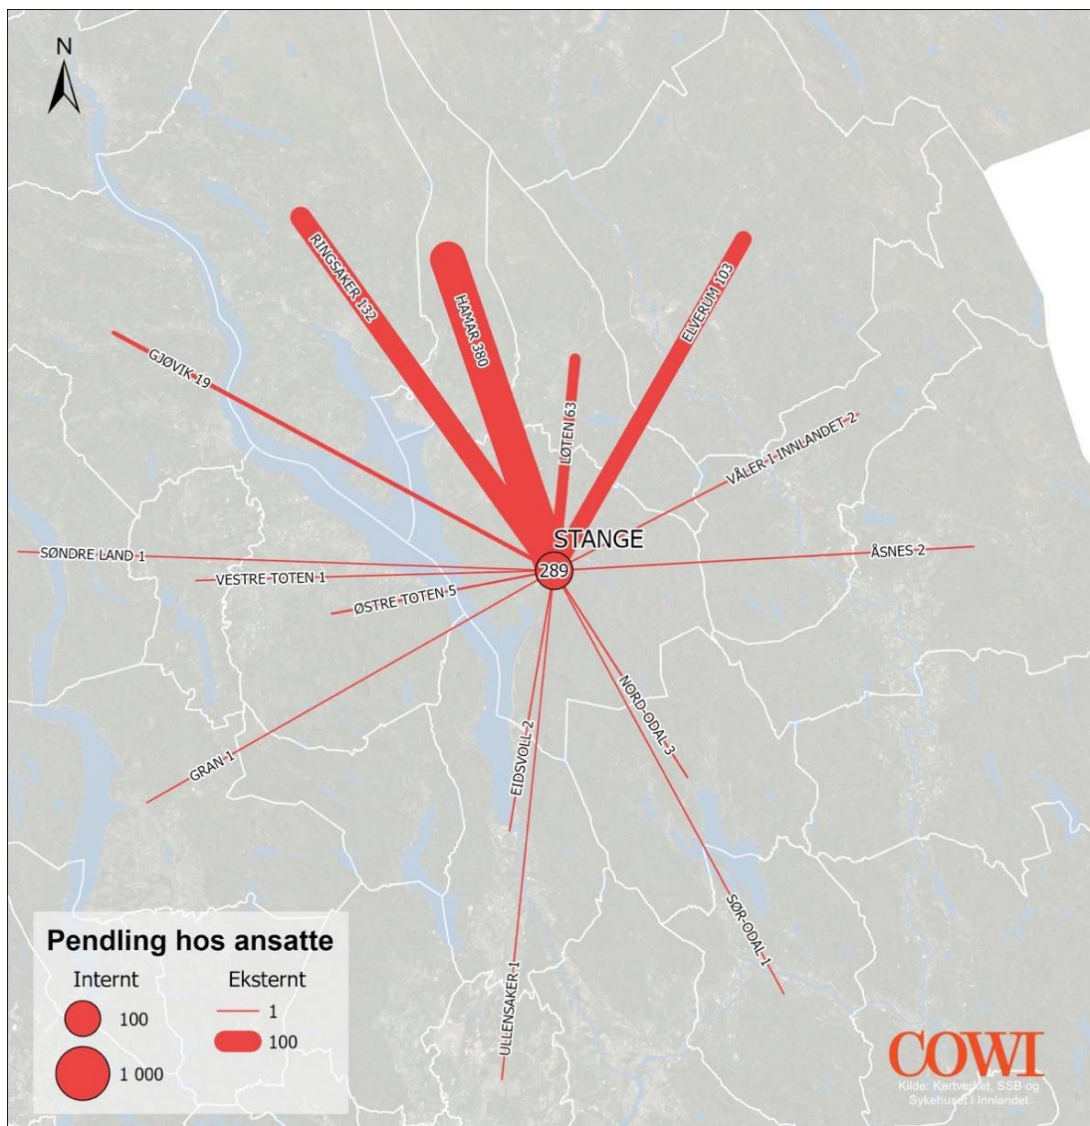 N
RINGSAKER 132
HAMAR 380
ELVERUM 103
GJØVIK 19
LØTEN 63
VÅLER I INNLANDET 2
STANGE
289
ÅSNES 2
SØNDRE LAND 1
VESTRE TOTEN 1
ØSTRE TOTEN 5
NORD-ODAL 3
GRAN 1
EIDSVOLL 2
SØR-ODAL 1
ULLENSAKER 1
Pendling hos ansatte
Internt
Eksternt
100
1 000
1
100
COWI
Kilde: Kartverket, SSB og
Sykehuset i Innlandet